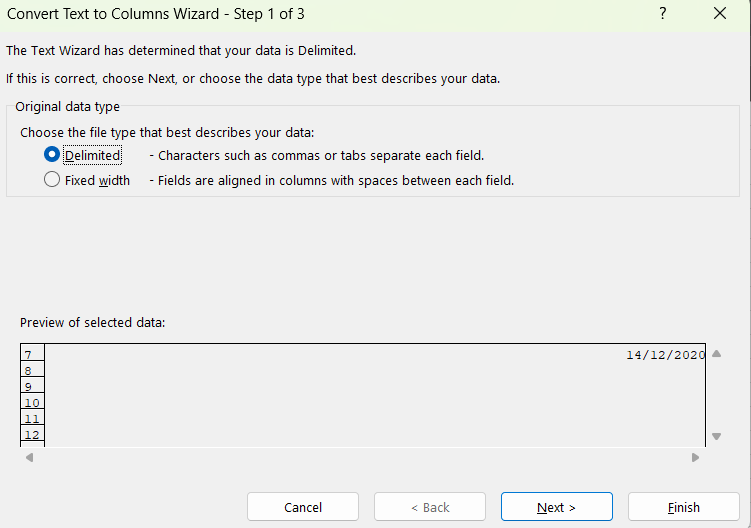 Convert Text to Columns Wizard - Step 1 of 3 ?
The Text Wizard has determined that your data is Delimited.
If this is correct, choose Next, or choose the data type that best describes your data.
Original data type
Choose the file type that best describes your data:
Delimited - Characters such as commas or tabs separate each field.
Fixed width - Fields are aligned in columns with spaces between each field.
Preview of selected data:
7 14/12/2020
8
9
10
11
12
Cancel < Back Next > Finish